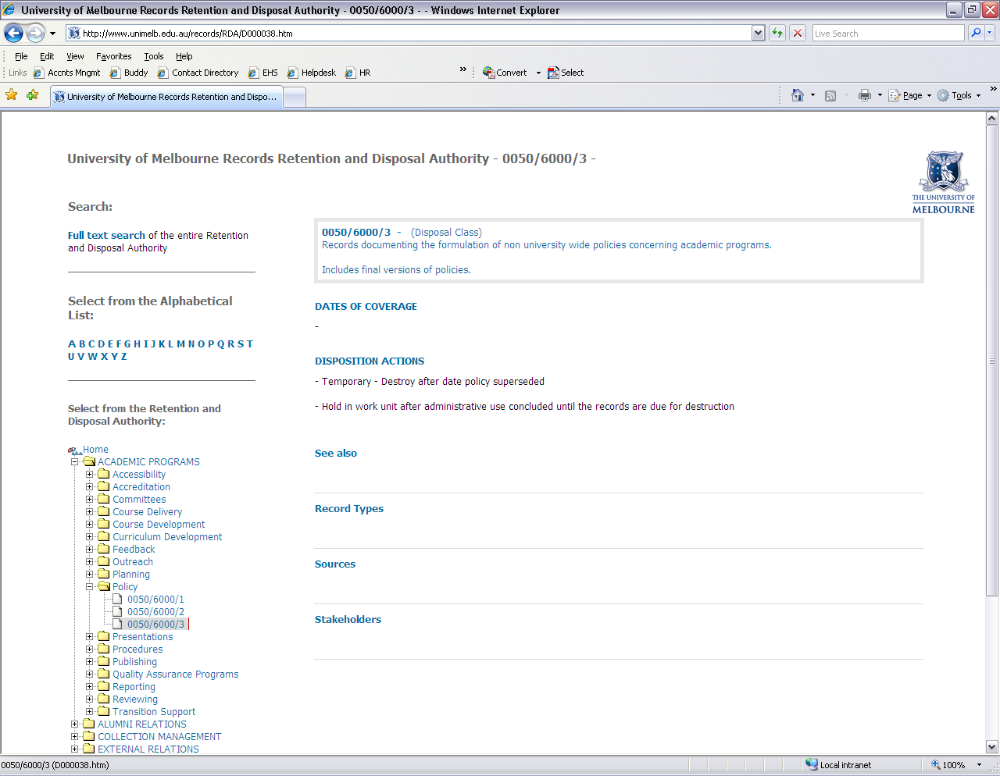 University of Melbourne Records Retention and Disposal Authority - 0050/6000/3 - - Windows Internet Explorer
http://www.unimelb.edu.au/records/RDA/D000038.htm
Live Search
File Edit View Favorites Tools Help
Links Accnts Mngmt Buddy Contact Directory EHS Helpdesk HR » Convert Select
University of Melbourne Records Retention and Dispo... Page Tools »
University of Melbourne Records Retention and Disposal Authority - 0050/6000/3 -
THE UNIVERSITY OF
MELBOURNE
Search:
Full text search of the entire Retention
and Disposal Authority
Select from the Alphabetical
List:
A B C D E F G H I J K L M N O P Q R S T
U V W X Y Z
Select from the Retention and
Disposal Authority:
Home
ACADEMIC PROGRAMS
Accessibility
Accreditation
Committees
Course Delivery
Course Development
Curriculum Development
Feedback
Outreach
Planning
Policy
0050/6000/1
0050/6000/2
0050/6000/3
Presentations
Procedures
Publishing
Quality Assurance Programs
Reporting
Reviewing
Transition Support
ALUMNI RELATIONS
COLLECTION MANAGEMENT
EXTERNAL RELATIONS
0050/6000/3 - (Disposal Class)
Records documenting the formulation of non university wide policies concerning academic programs.
Includes final versions of policies.
DATES OF COVERAGE
-
DISPOSITION ACTIONS
- Temporary - Destroy after date policy superseded
- Hold in work unit after administrative use concluded until the records are due for destruction
See also
Record Types
Sources
Stakeholders
0050/6000/3 (D000038.htm)
Local intranet
100%